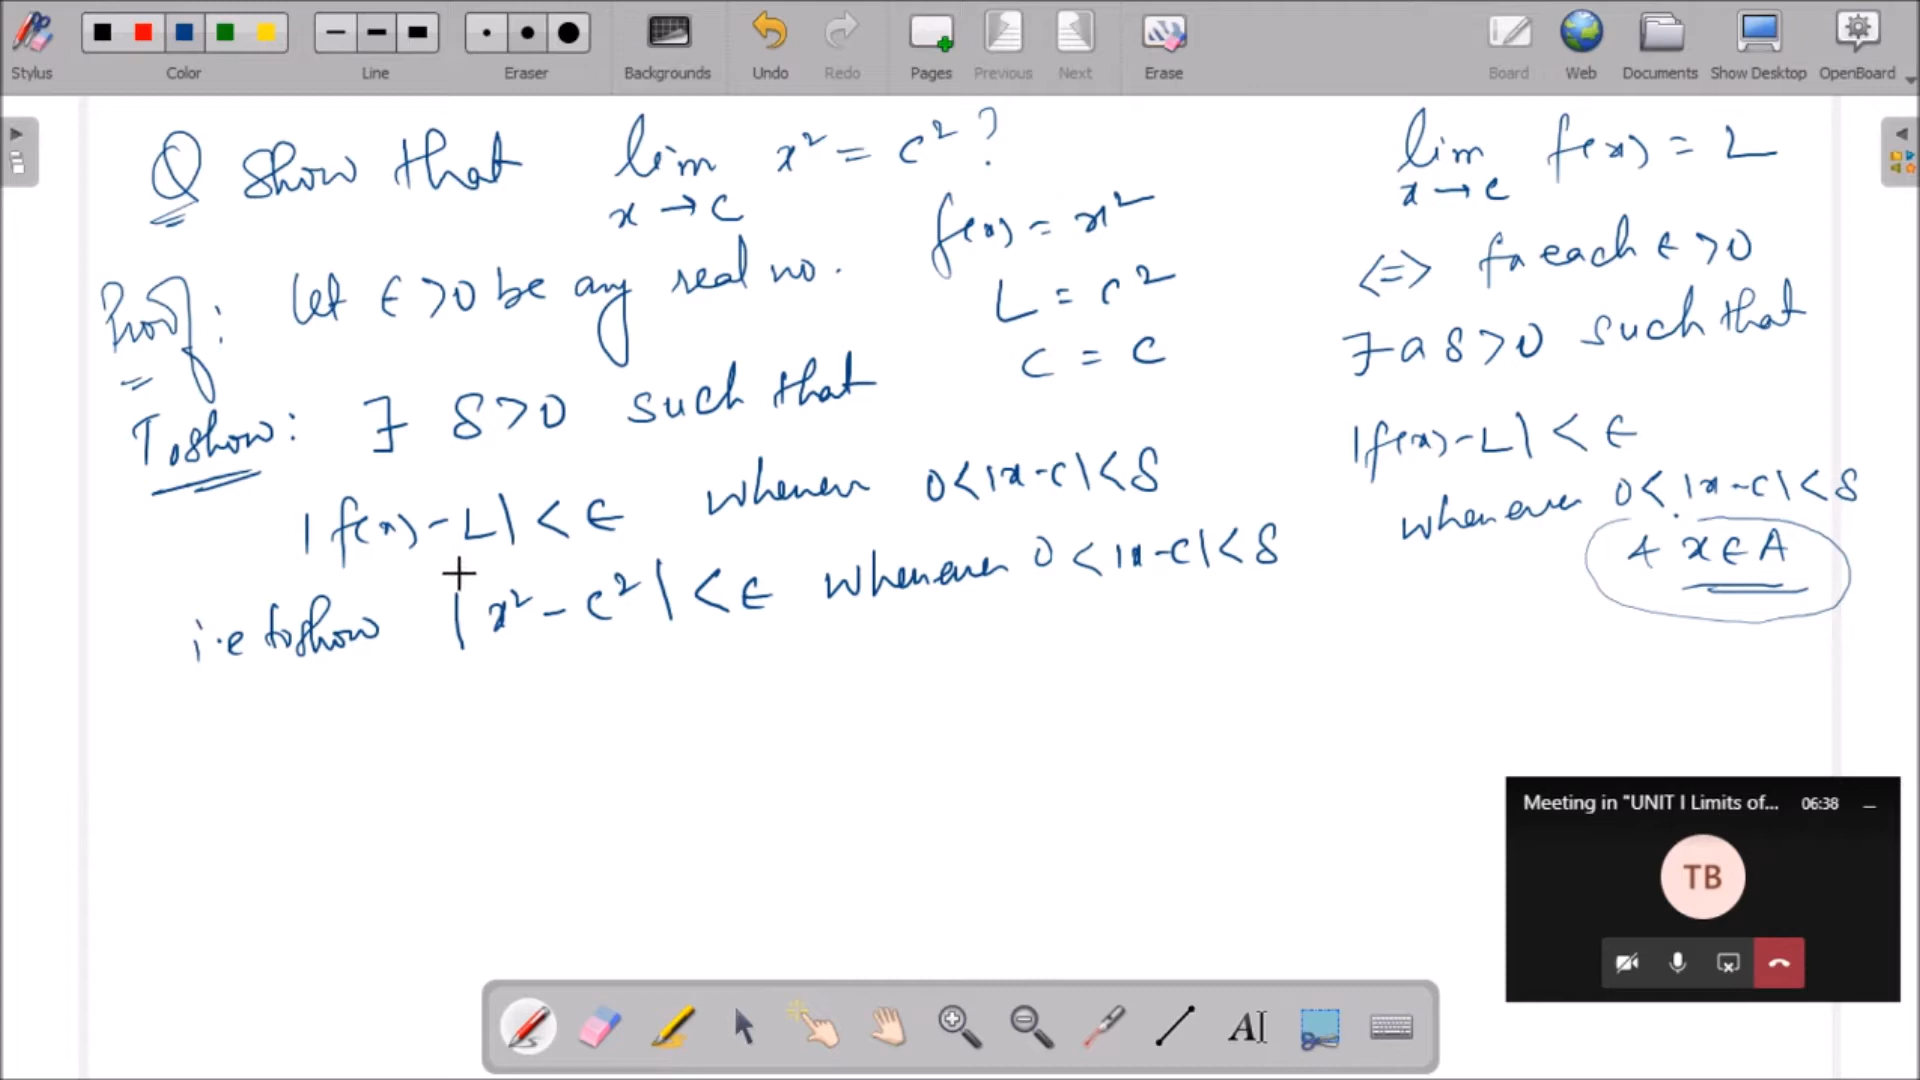 Stylus Color Line Eraser Backgrounds Undo Redo Pages Previous Next Erase Board Web Documents Show Desktop OpenBoard
Q Show that lim x→c x² = c² ?
Proof: let ε>0 be any real no.
f(x) = x²
L = c²
c = c
To show: ∃ δ>0 such that
|f(x)-L| < ε whenever 0<|x-c|<δ
i.e to show |x²-c²| < ε whenever 0<|x-c|<δ
lim x→c f(x) = L
<=> for each ε>0
∃ a δ>0 such that
|f(x)-L| < ε
whenever 0<|x-c|<δ
& x ∈ A
Meeting in "UNIT I Limits of... 06:38
TB